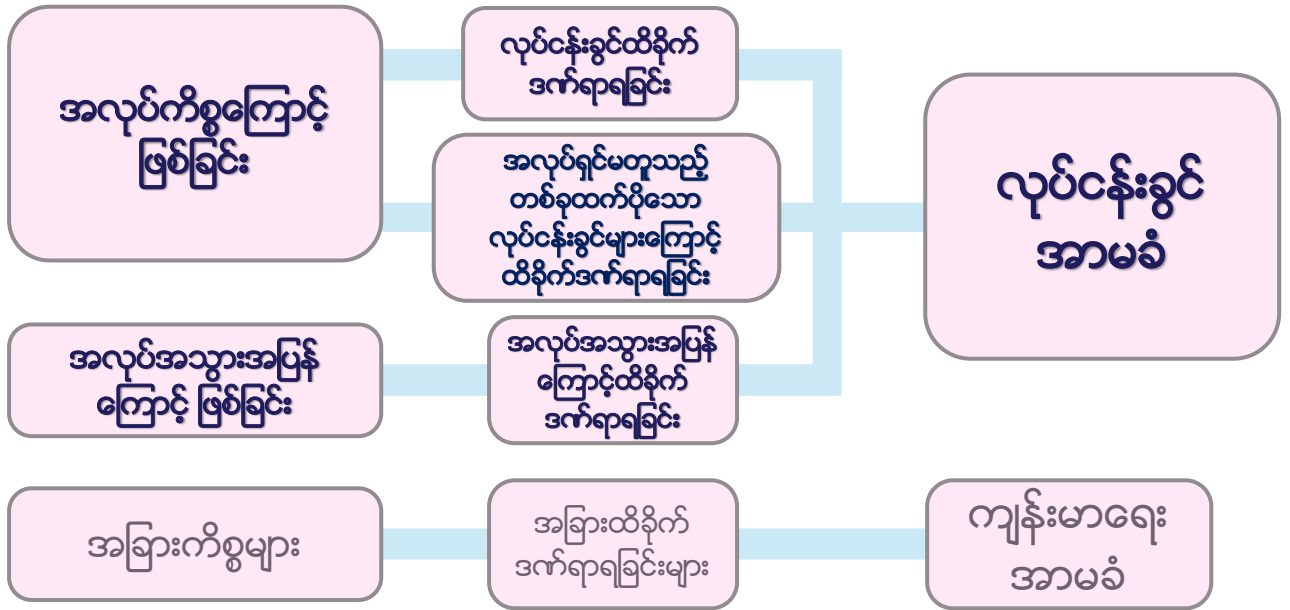 အလုပ်ကိစ္စကြောင့်
ဖြစ်ခြင်း
လုပ်ငန်းခွင်ထိခိုက်
ဒဏ်ရာရခြင်း
အလုပ်ရှင်မတူသည့်
တစ်ခုထက်ပိုသော
လုပ်ငန်းခွင်များကြောင့်
ထိခိုက်ဒဏ်ရာရခြင်း
လုပ်ငန်းခွင်
အာမခံ
အလုပ်အသွားအပြန်
ကြောင့် ဖြစ်ခြင်း
အလုပ်အသွားအပြန်
ကြောင့်ထိခိုက်
ဒဏ်ရာရခြင်း
အခြားကိစ္စများ
အခြားထိခိုက်
ဒဏ်ရာရခြင်းများ
ကျန်းမာရေး
အာမခံ